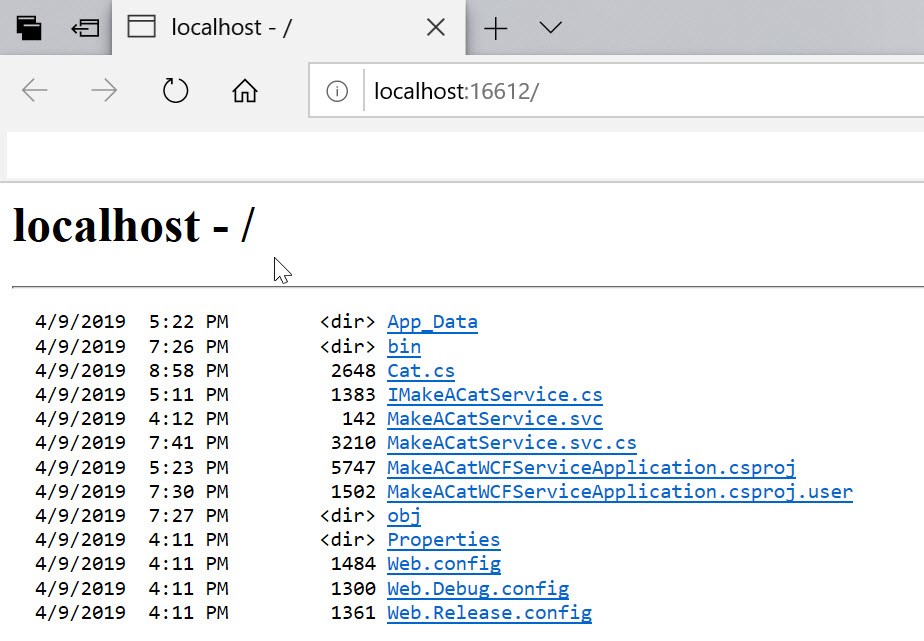 localhost - /
localhost:16612/
localhost - /
4/9/2019 5:22 PM <dir> App_Data
4/9/2019 7:26 PM <dir> bin
4/9/2019 8:58 PM 2648 Cat.cs
4/9/2019 5:11 PM 1383 IMakeACatService.cs
4/9/2019 4:12 PM 142 MakeACatService.svc
4/9/2019 7:41 PM 3210 MakeACatService.svc.cs
4/9/2019 5:23 PM 5747 MakeACatWCFServiceApplication.csproj
4/9/2019 7:30 PM 1502 MakeACatWCFServiceApplication.csproj.user
4/9/2019 7:27 PM <dir> obj
4/9/2019 4:11 PM <dir> Properties
4/9/2019 4:11 PM 1484 Web.config
4/9/2019 4:11 PM 1300 Web.Debug.config
4/9/2019 4:11 PM 1361 Web.Release.config